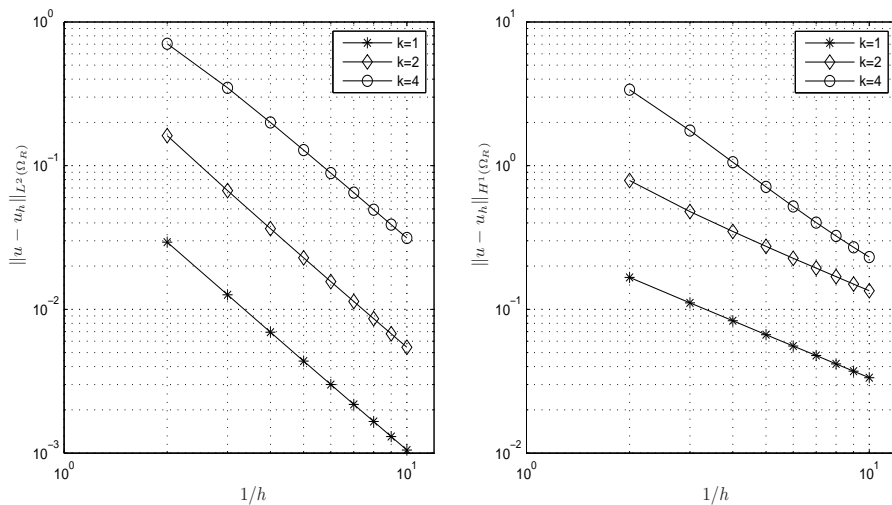 10^0
10^-1
10^-2
10^-3
10^0
10^1
1/h
‖u − u_h‖_{L^2(Ω_R)}
k=1
k=2
k=4
10^1
10^0
10^-1
10^-2
10^0
10^1
1/h
‖u − u_h‖_{H^1(Ω_R)}
k=1
k=2
k=4